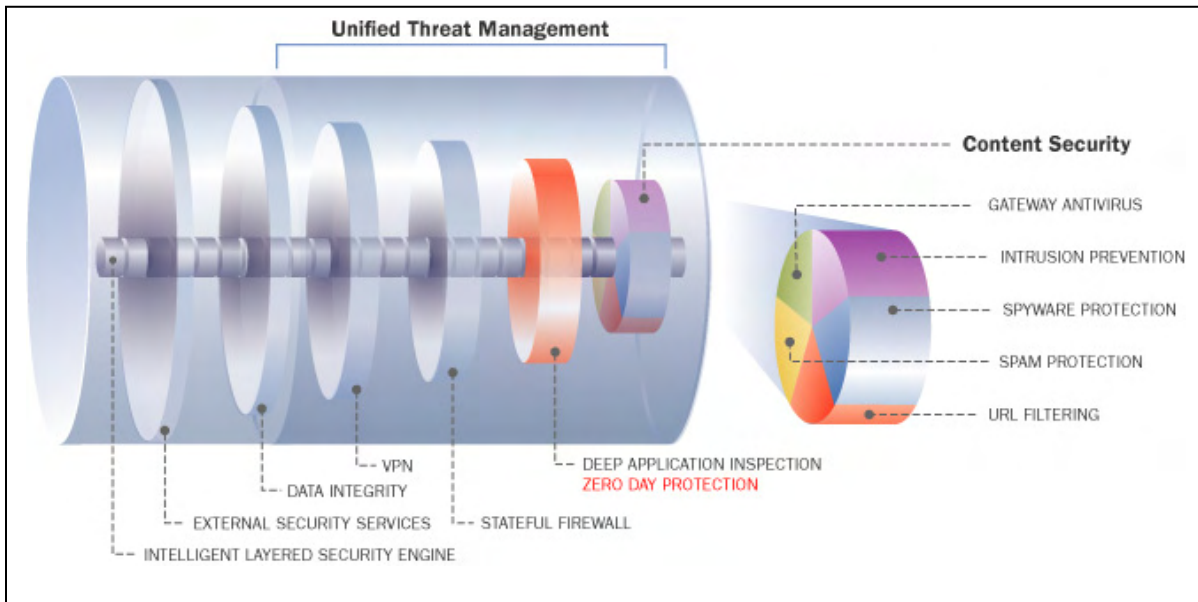 Unified Threat Management
Content Security
GATEWAY ANTIVIRUS
INTRUSION PREVENTION
SPYWARE PROTECTION
SPAM PROTECTION
URL FILTERING
VPN
DEEP APPLICATION INSPECTION
ZERO DAY PROTECTION
DATA INTEGRITY
EXTERNAL SECURITY SERVICES
STATEFUL FIREWALL
INTELLIGENT LAYERED SECURITY ENGINE